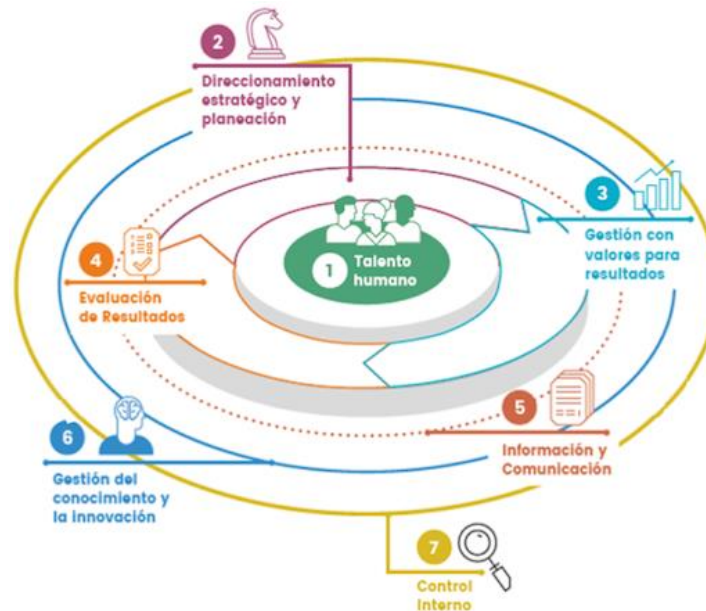 2
Direccionamiento
estratégico y
planeación
3
Gestión con
valores para
resultados
1
Talento
humano
4
Evaluación
de Resultados
5
Información y
Comunicación
6
Gestión del
conocimiento y
la innovación
7
Control
Interno